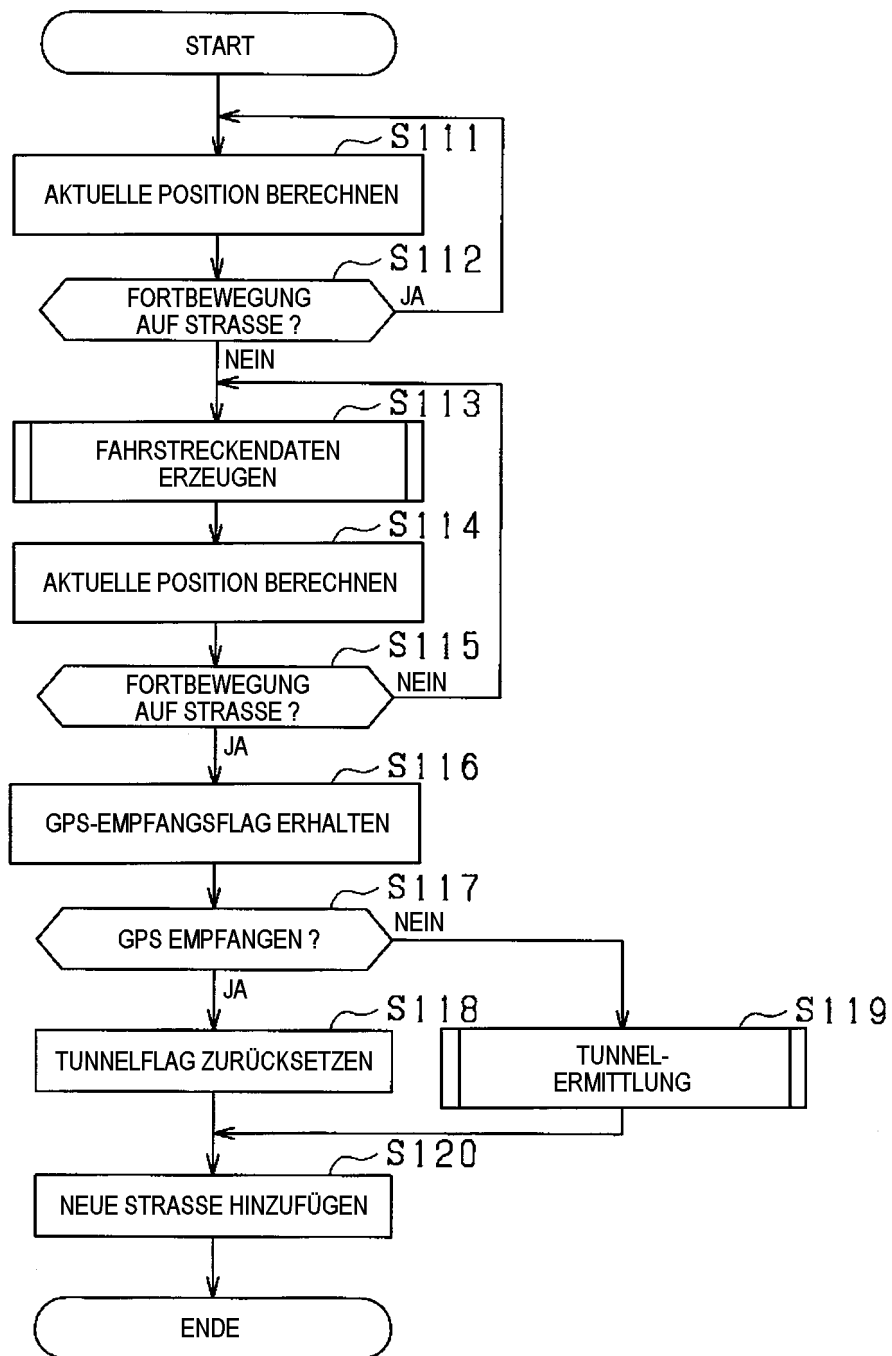 START
S111
AKTUELLE POSITION BERECHNEN
S112
FORTBEWEGUNG
AUF STRASSE ?
JA
NEIN
S113
FAHRSTRECKENDATEN
ERZEUGEN
S114
AKTUELLE POSITION BERECHNEN
S115
FORTBEWEGUNG
AUF STRASSE ?
NEIN
JA
S116
GPS-EMPFANGSFLAG ERHALTEN
S117
GPS EMPFANGEN ?
NEIN
JA
S118
TUNNELFLAG ZURÜCKSETZEN
S119
TUNNEL-
ERMITTLUNG
S120
NEUE STRASSE HINZUFÜGEN
ENDE